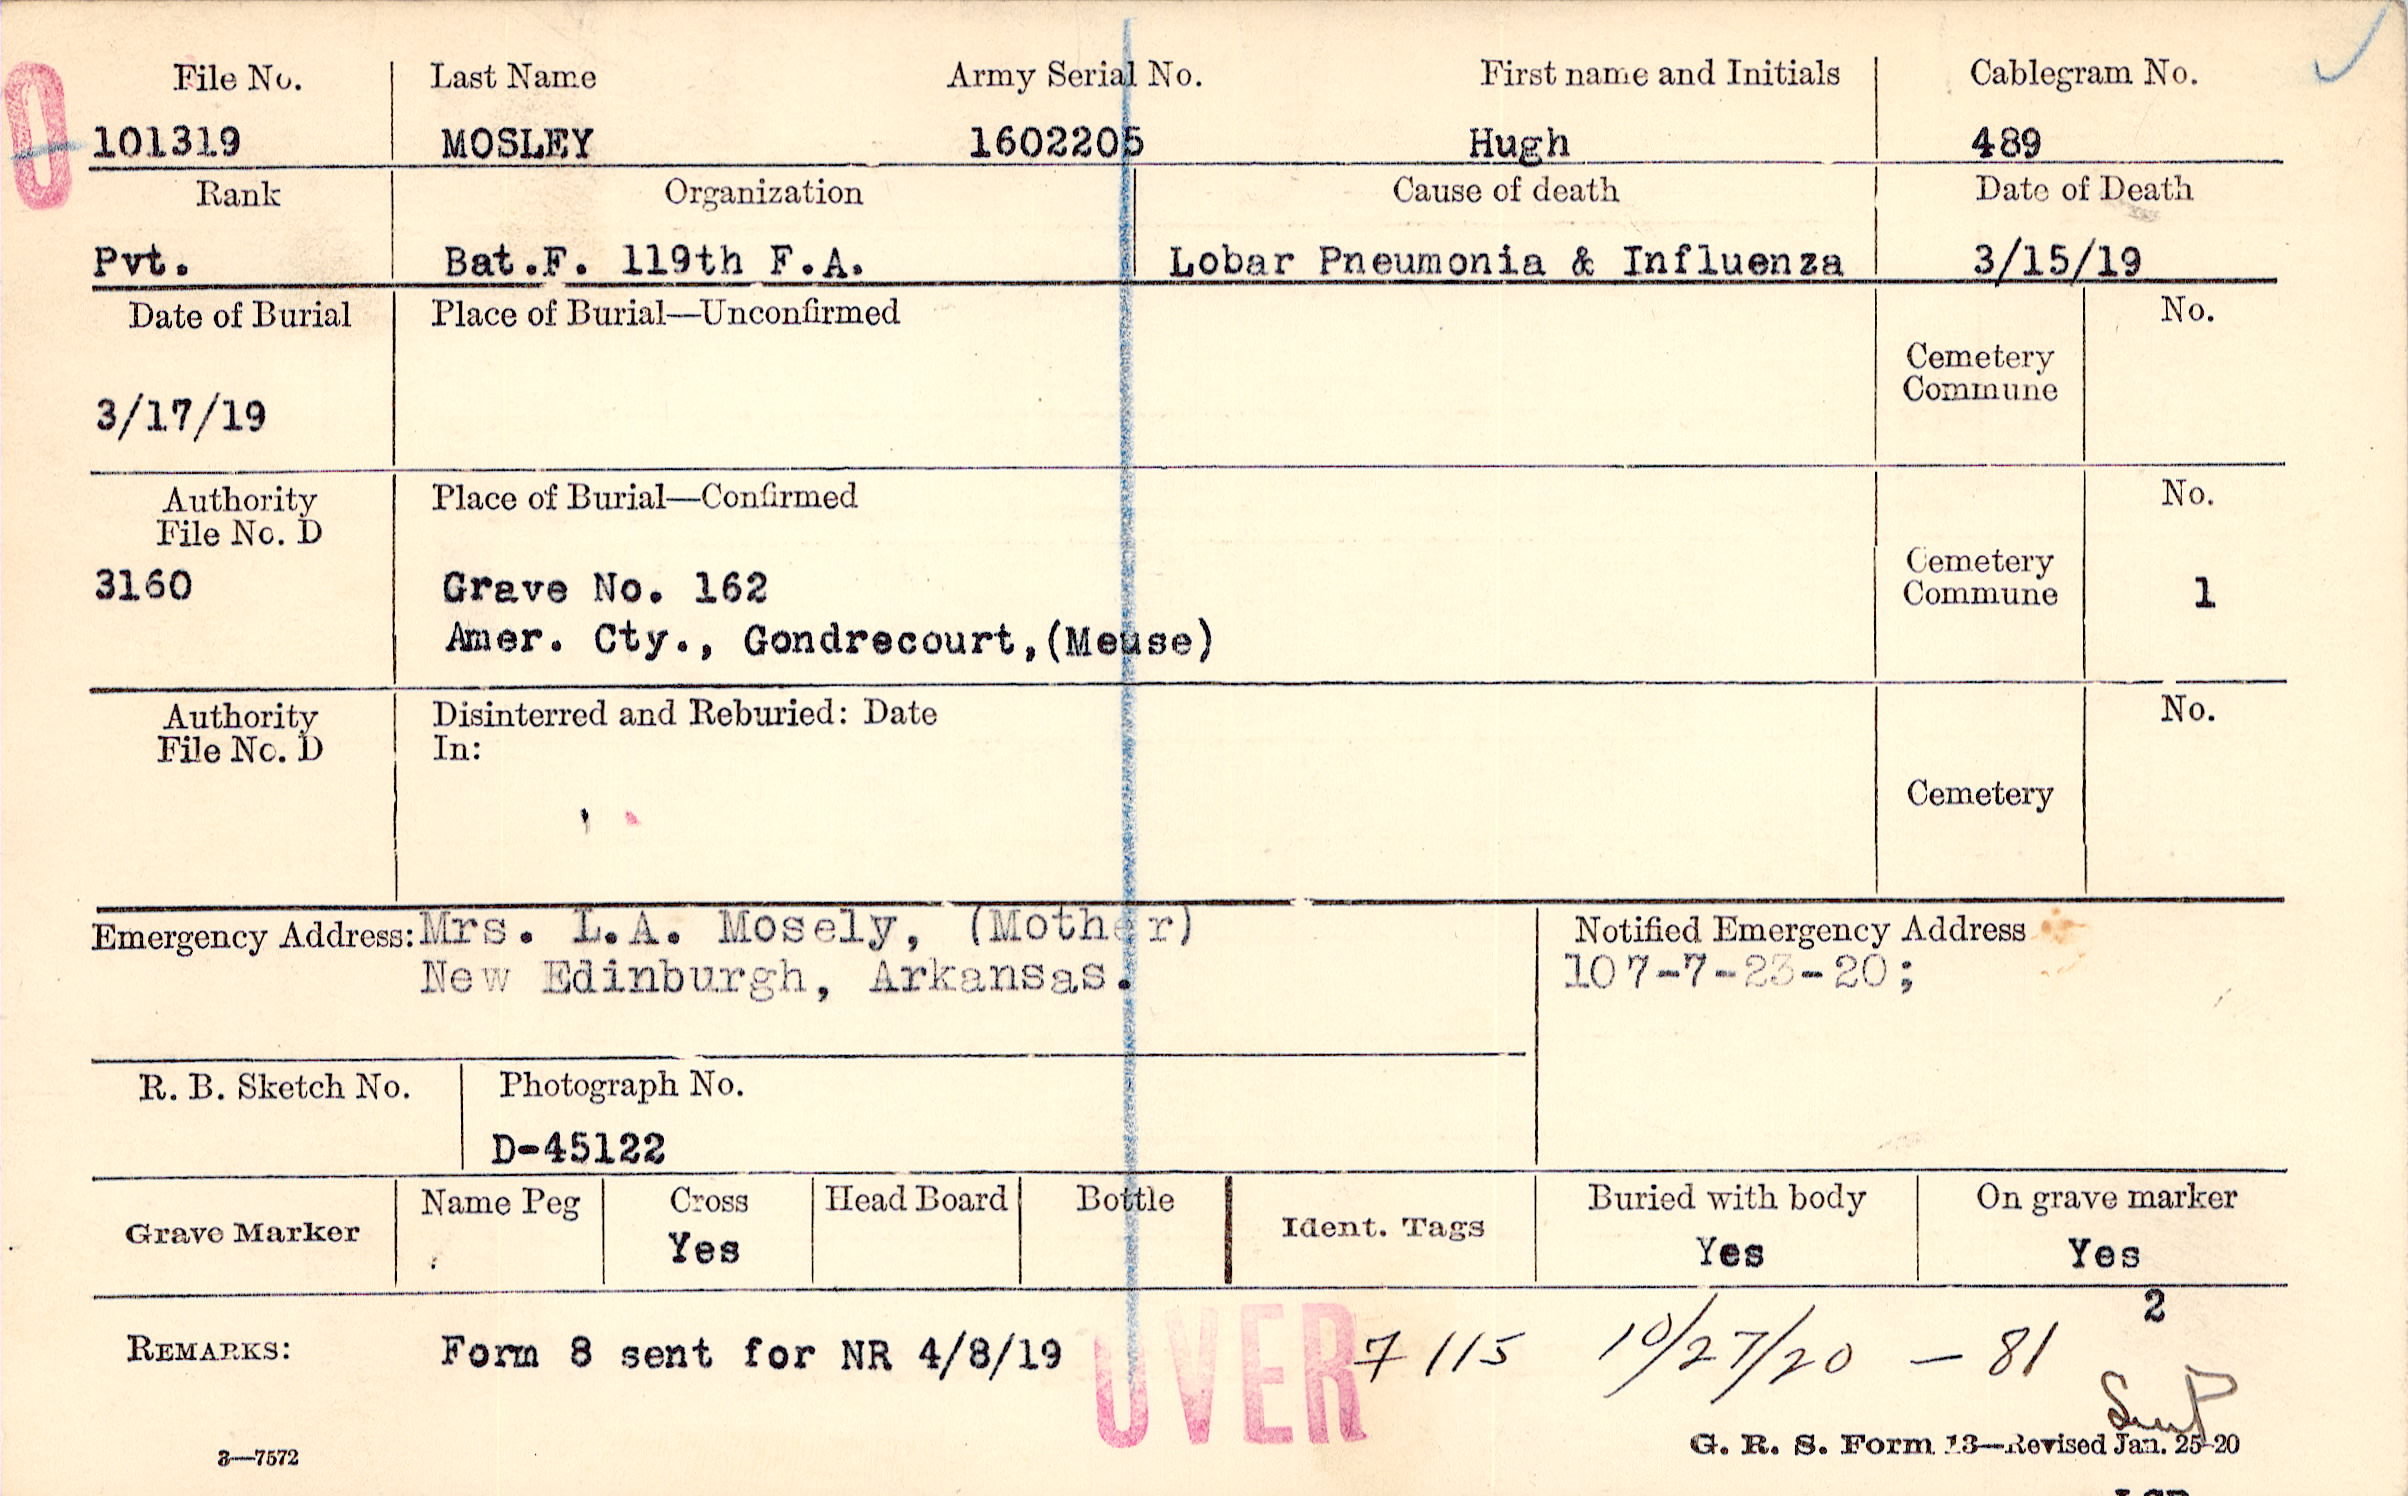 File No. Last Name Army Serial No. First name and Initials Cablegram No.
0 101319 MOSLEY 1602205 Hugh 489
Rank Organization Cause of death Date of Death
Pvt. Bat.F. 119th F.A. Lobar Pneumonia & Influenza 3/15/19
Date of Burial Place of Burial—Unconfirmed No.
Cemetery
Commune
3/17/19
Authority Place of Burial—Confirmed No.
File No. D
3160 Grave No. 162 Cemetery
Commune 1
Amer. Cty., Gondrecourt,(Meuse)
Authority Disinterred and Reburied: Date No.
File No. D In:
Cemetery
Emergency Address: Mrs. L.A. Mosely, (Mother) Notified Emergency Address
New Edinburgh, Arkansas. 107-7-23-20;
R. B. Sketch No. Photograph No.
D-45122
Grave Marker Name Peg Cross Head Board Bottle Ident. Tags Buried with body On grave marker
Yes Yes Yes
2
REMARKS: Form 8 sent for NR 4/8/19 OVER 7115 10/27/20 — 81
3—7572 G. R. S. Form 13—Revised Jan. 25-20